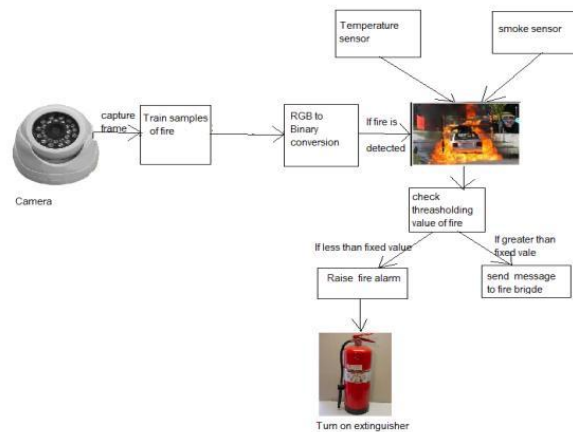 Temperature
sensor
smoke sensor
capture
frame
Train samples
of fire
RGB to
Binary
conversion
If fire is
detected
Camera
check
threasholding
value of fire
If less than fixed value
If greater than
fixed vale
Raise fire alarm
send message
to fire brigde
Turn on extinguisher